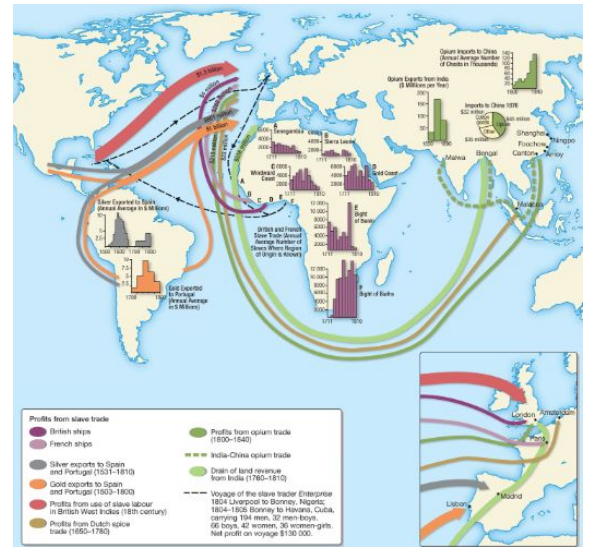 Opium Imports to China
(Annual Average Number
of Chests in Thousands)
Opium Exports from India
($ Millions per Year)
Imports to China
$1.3 billion
$1 billion
Shanghai
Ningpo
Foochow
Canton
Amoy
Malwa
Bengal
A
Senegambia
B
Sierra Leone
C
Windward
Coast
D
Gold Coast
E
Bight of Benin
F
Bight of Biafra
British and French
Slave Trade (Annual
Average Number of
Slaves Where Region
of Origin is Known)
1711
1810
Silver Exported to Spain
(Annual Average in $ Millions)
Gold Exported
to Portugal
(Annual Average
in $ Millions)
Profits from slave trade
British ships
French ships
Silver exports to Spain
and Portugal (1531–1810)
Gold exports to Spain
and Portugal (1503–1800)
Profits from use of slave labour
in British West Indies (18th century)
Profits from Dutch spice
trade (1650–1780)
Profits from opium trade
(1800–1840)
India-China opium trade
Drain of land revenue
from India (1760–1810)
Voyage of the slave trader Enterprise
1804 Liverpool to Bonney, Nigeria;
1804–1805 Bonney to Havana, Cuba,
carrying 194 men, 32 men-boys,
66 boys, 42 women, 36 women-girls.
Net profit on voyage $130 000.
London
Amsterdam
Paris
Madrid
Lisbon